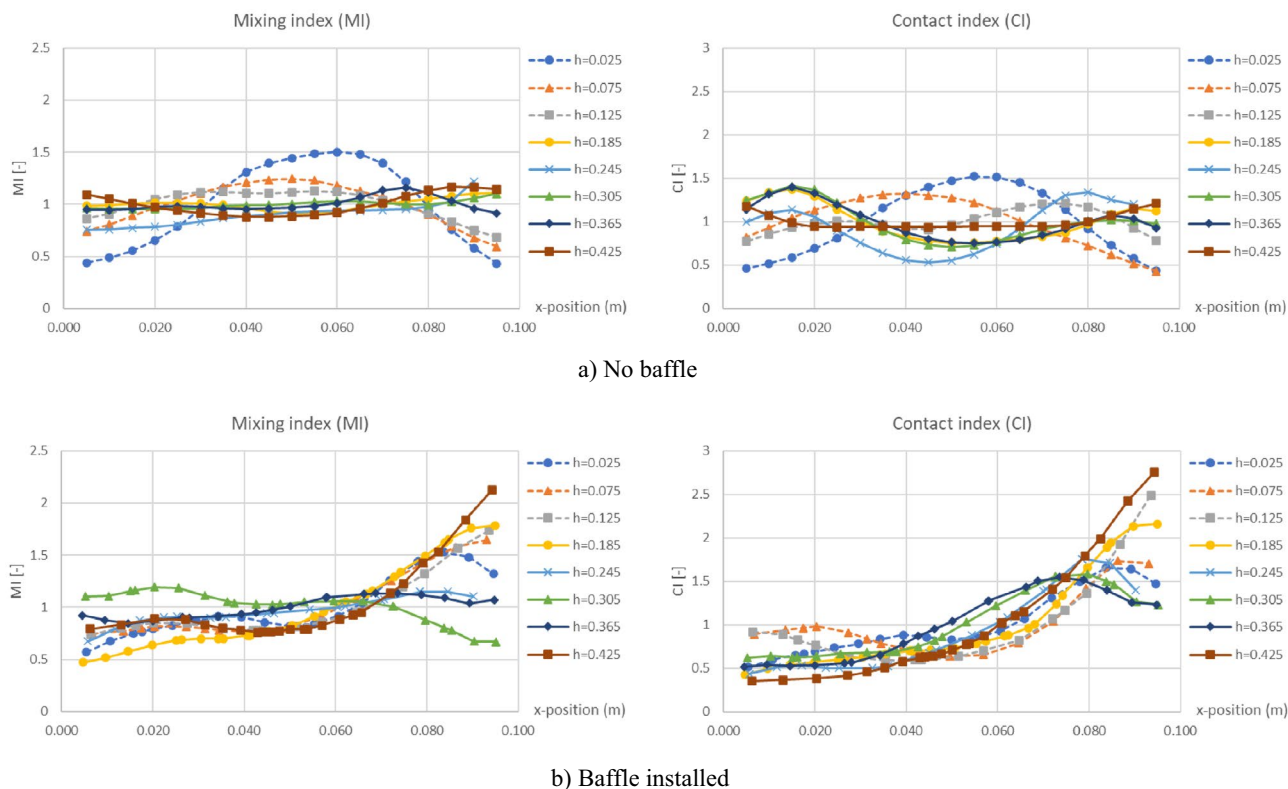 Mixing index (MI)
2.5
2
1.5
1
0.5
0
MI [-]
0.000 0.020 0.040 0.060 0.080 0.100
x-position (m)
h=0.025
h=0.075
h=0.125
h=0.185
h=0.245
h=0.305
h=0.365
h=0.425
Contact index (CI)
3
2.5
2
1.5
1
0.5
0
CI [-]
0.000 0.020 0.040 0.060 0.080 0.100
x-position (m)
h=0.025
h=0.075
h=0.125
h=0.185
h=0.245
h=0.305
h=0.365
h=0.425
a) No baffle
Mixing index (MI)
2.5
2
1.5
1
0.5
0
MI [-]
0.000 0.020 0.040 0.060 0.080 0.100
x-position (m)
h=0.025
h=0.075
h=0.125
h=0.185
h=0.245
h=0.305
h=0.365
h=0.425
Contact index (CI)
3
2.5
2
1.5
1
0.5
0
CI [-]
0.000 0.020 0.040 0.060 0.080 0.100
x-position (m)
h=0.025
h=0.075
h=0.125
h=0.185
h=0.245
h=0.305
h=0.365
h=0.425
b) Baffle installed